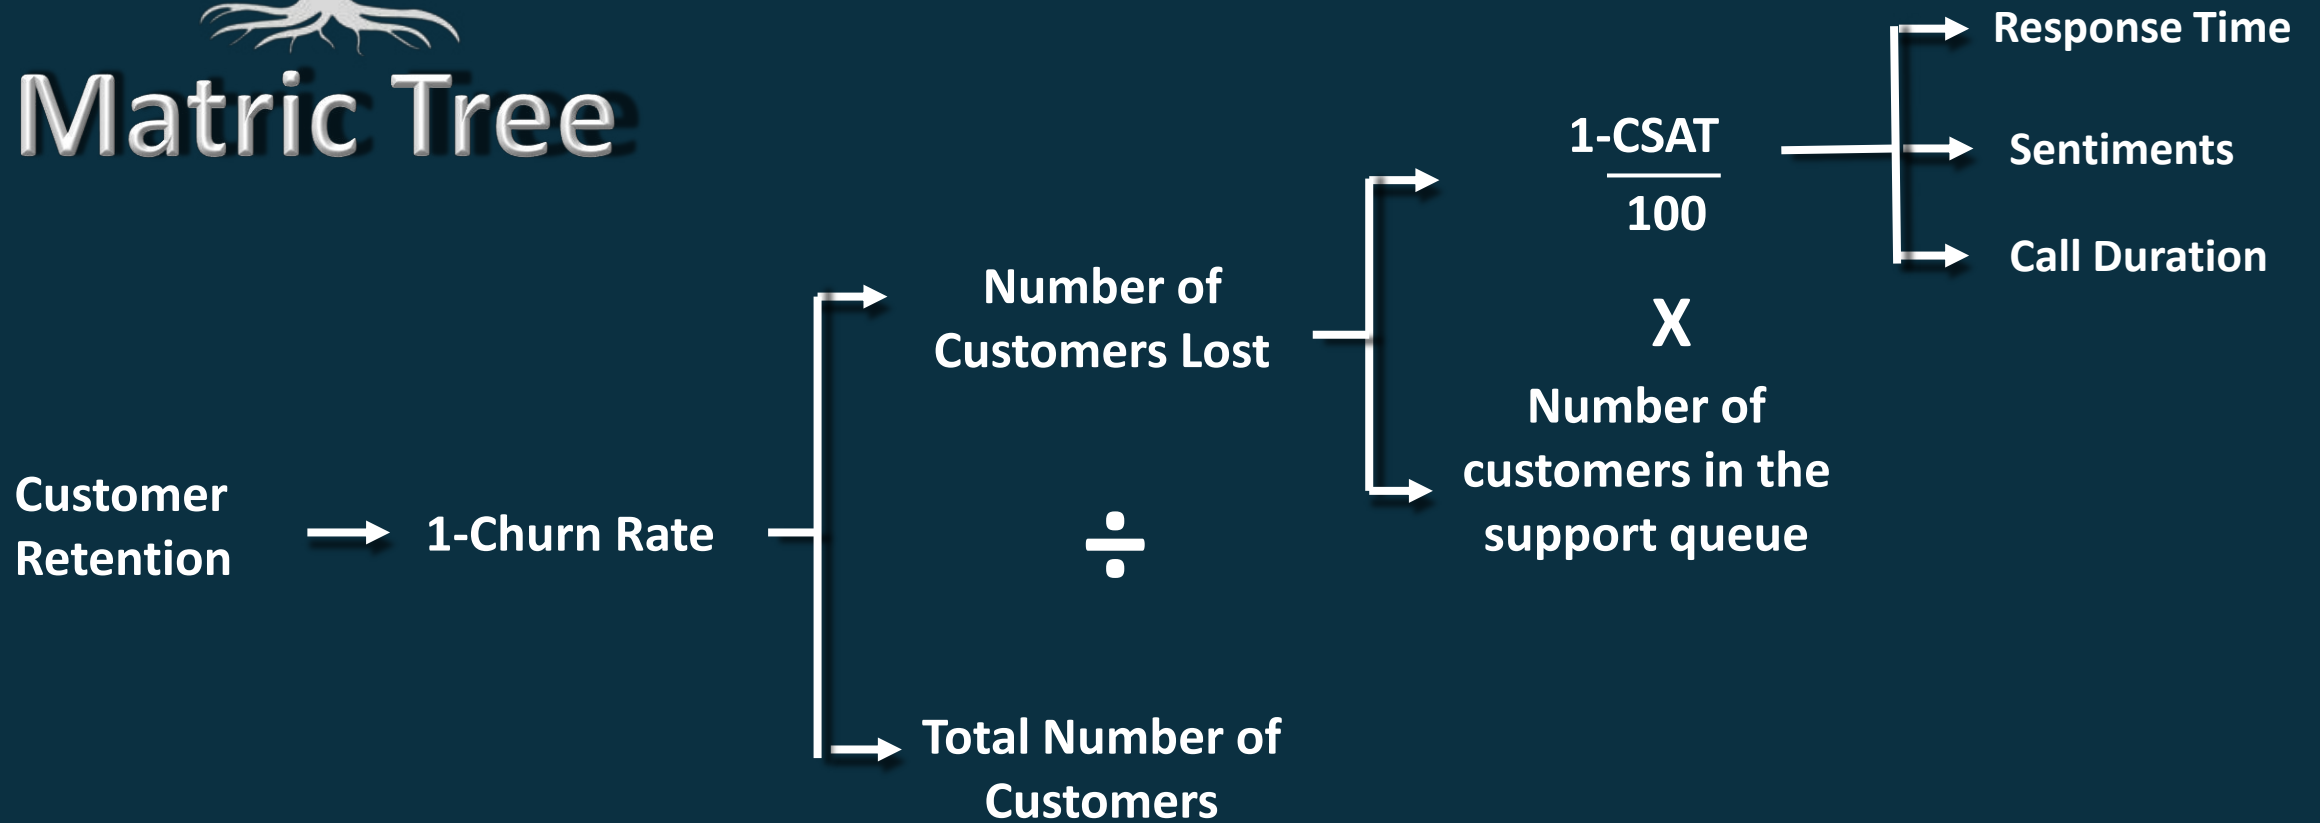 Matric Tree
Customer
Retention
1-Churn Rate
Number of
Customers Lost
÷
Total Number of
Customers
1-CSAT
100
X
Number of
customers in the
support queue
Response Time
Sentiments
Call Duration